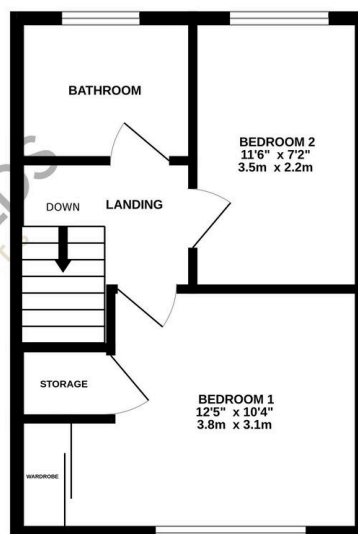 BATHROOM
BEDROOM 2
11'6" x 7'2"
3.5m x 2.2m
DOWN
LANDING
STORAGE
BEDROOM 1
12'5" x 10'4"
3.8m x 3.1m
WARDROBE